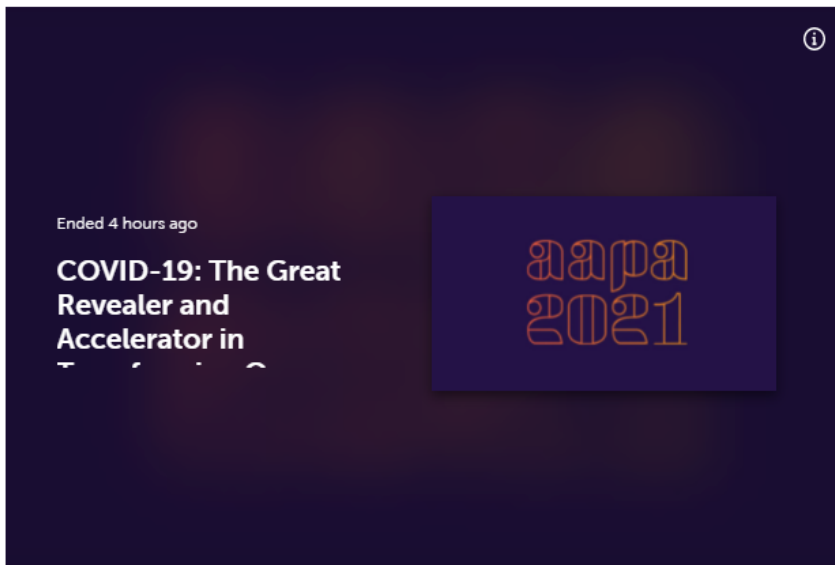 Ended 4 hours ago
COVID-19: The Great
Revealer and
Accelerator in
aapa
2021